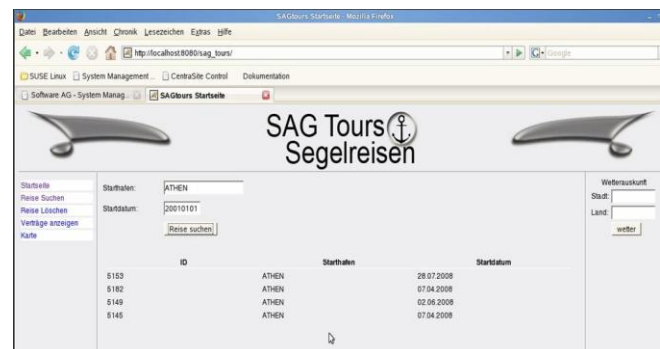 SAGtours Startseite - Mozilla Firefox
Datei Bearbeiten Ansicht Chronik Lesezeichen Extras Hilfe
http://localhost:8080/sag_tours/
Google
SUSE Linux System Management... CentraSite Control Dokumentation
Software AG - System Manag... SAGtours Startseite
SAG Tours
Segelreisen
Startseite
Reise Suchen
Reise Löschen
Verträge anzeigen
Karte
Starthafen: ATHEN
Startdatum: 20010101
Reise suchen
Wetterauskunft
Stadt:
Land:
wetter
ID Starthafen Startdatum
5153 ATHEN 28.07.2008
5182 ATHEN 07.04.2008
5149 ATHEN 02.06.2008
5145 ATHEN 07.04.2008